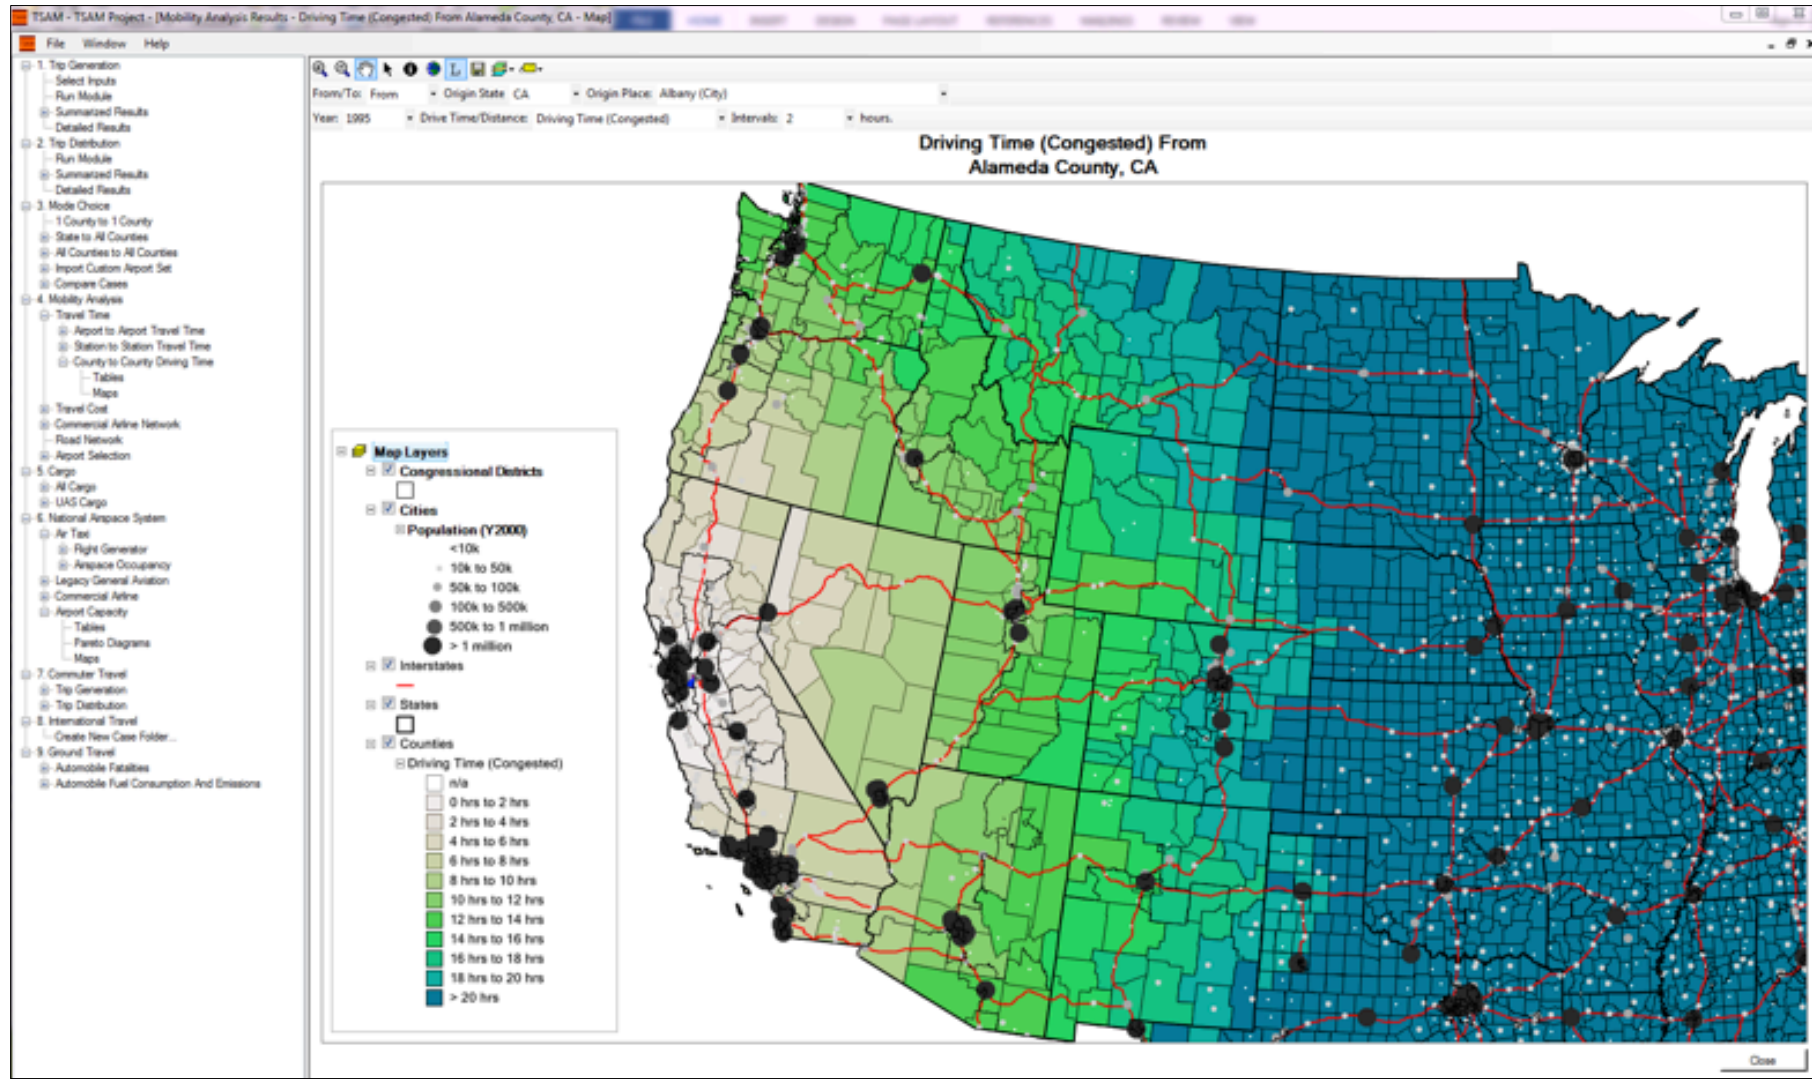 TSAM - TSAM Project - [Mobility Analysis Results - Driving Time (Congested) From Alameda County, CA - Map]
FILE HOME INSERT DESIGN PAGE LAYOUT REFERENCES MAILINGS REVIEW VIEW
File Window Help
1. Trip Generation
Select Inputs
Run Module
Summarized Results
Detailed Results
2. Trip Distribution
Run Module
Summarized Results
Detailed Results
3. Mode Choice
1 County to 1 County
State to All Counties
All Counties to All Counties
Import Custom Airport Set
Compare Cases
4. Mobility Analysis
Travel Time
Airport to Airport Travel Time
Station to Station Travel Time
County to County Driving Time
Tables
Maps
Travel Cost
Commercial Airline Network
Road Network
Airport Selection
5. Cargo
All Cargo
UAS Cargo
6. National Airspace System
Air Taxi
Flight Generator
Airspace Occupancy
Legacy General Aviation
Commercial Airline
Airport Capacity
Tables
Pareto Diagrams
Maps
7. Commuter Travel
Trip Generation
Trip Distribution
8. International Travel
Create New Case Folder...
9. Ground Travel
Automobile Fatalities
Automobile Fuel Consumption And Emissions
From/To: From Origin State CA Origin Place: Albany (City)
Year: 1995 Drive Time/Distance: Driving Time (Congested) Intervals: 2 hours.
Driving Time (Congested) From
Alameda County, CA
Map Layers
Congressional Districts
Cities
Population (Y2000)
<10k
10k to 50k
50k to 100k
100k to 500k
500k to 1 million
> 1 million
Interstates
States
Counties
Driving Time (Congested)
n/a
0 hrs to 2 hrs
2 hrs to 4 hrs
4 hrs to 6 hrs
6 hrs to 8 hrs
8 hrs to 10 hrs
10 hrs to 12 hrs
12 hrs to 14 hrs
14 hrs to 16 hrs
16 hrs to 18 hrs
18 hrs to 20 hrs
> 20 hrs
Close